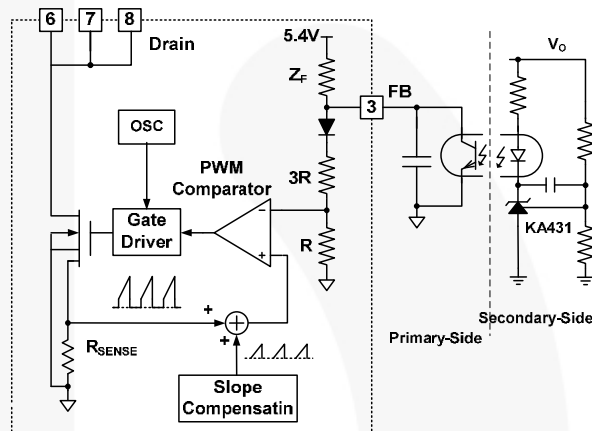 6 7 8
Drain
5.4V
ZF
3 FB
VO
OSC
PWM
Comparator
3R
Gate
Driver
−
+
R
KA431
+
+
RSENSE
Slope
Compensatin
Primary-Side
Secondary-Side